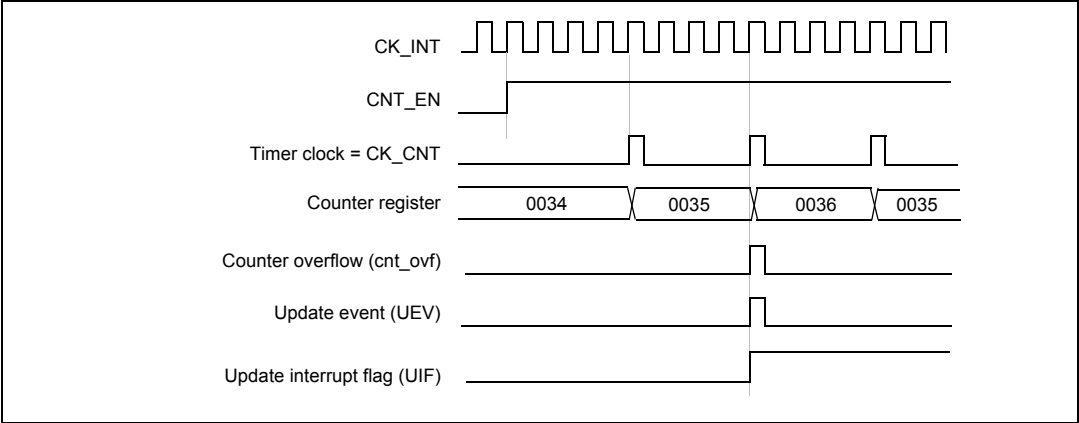 CK_INT
CNT_EN
Timer clock = CK_CNT
Counter register 0034 0035 0036 0035
Counter overflow (cnt_ovf)
Update event (UEV)
Update interrupt flag (UIF)